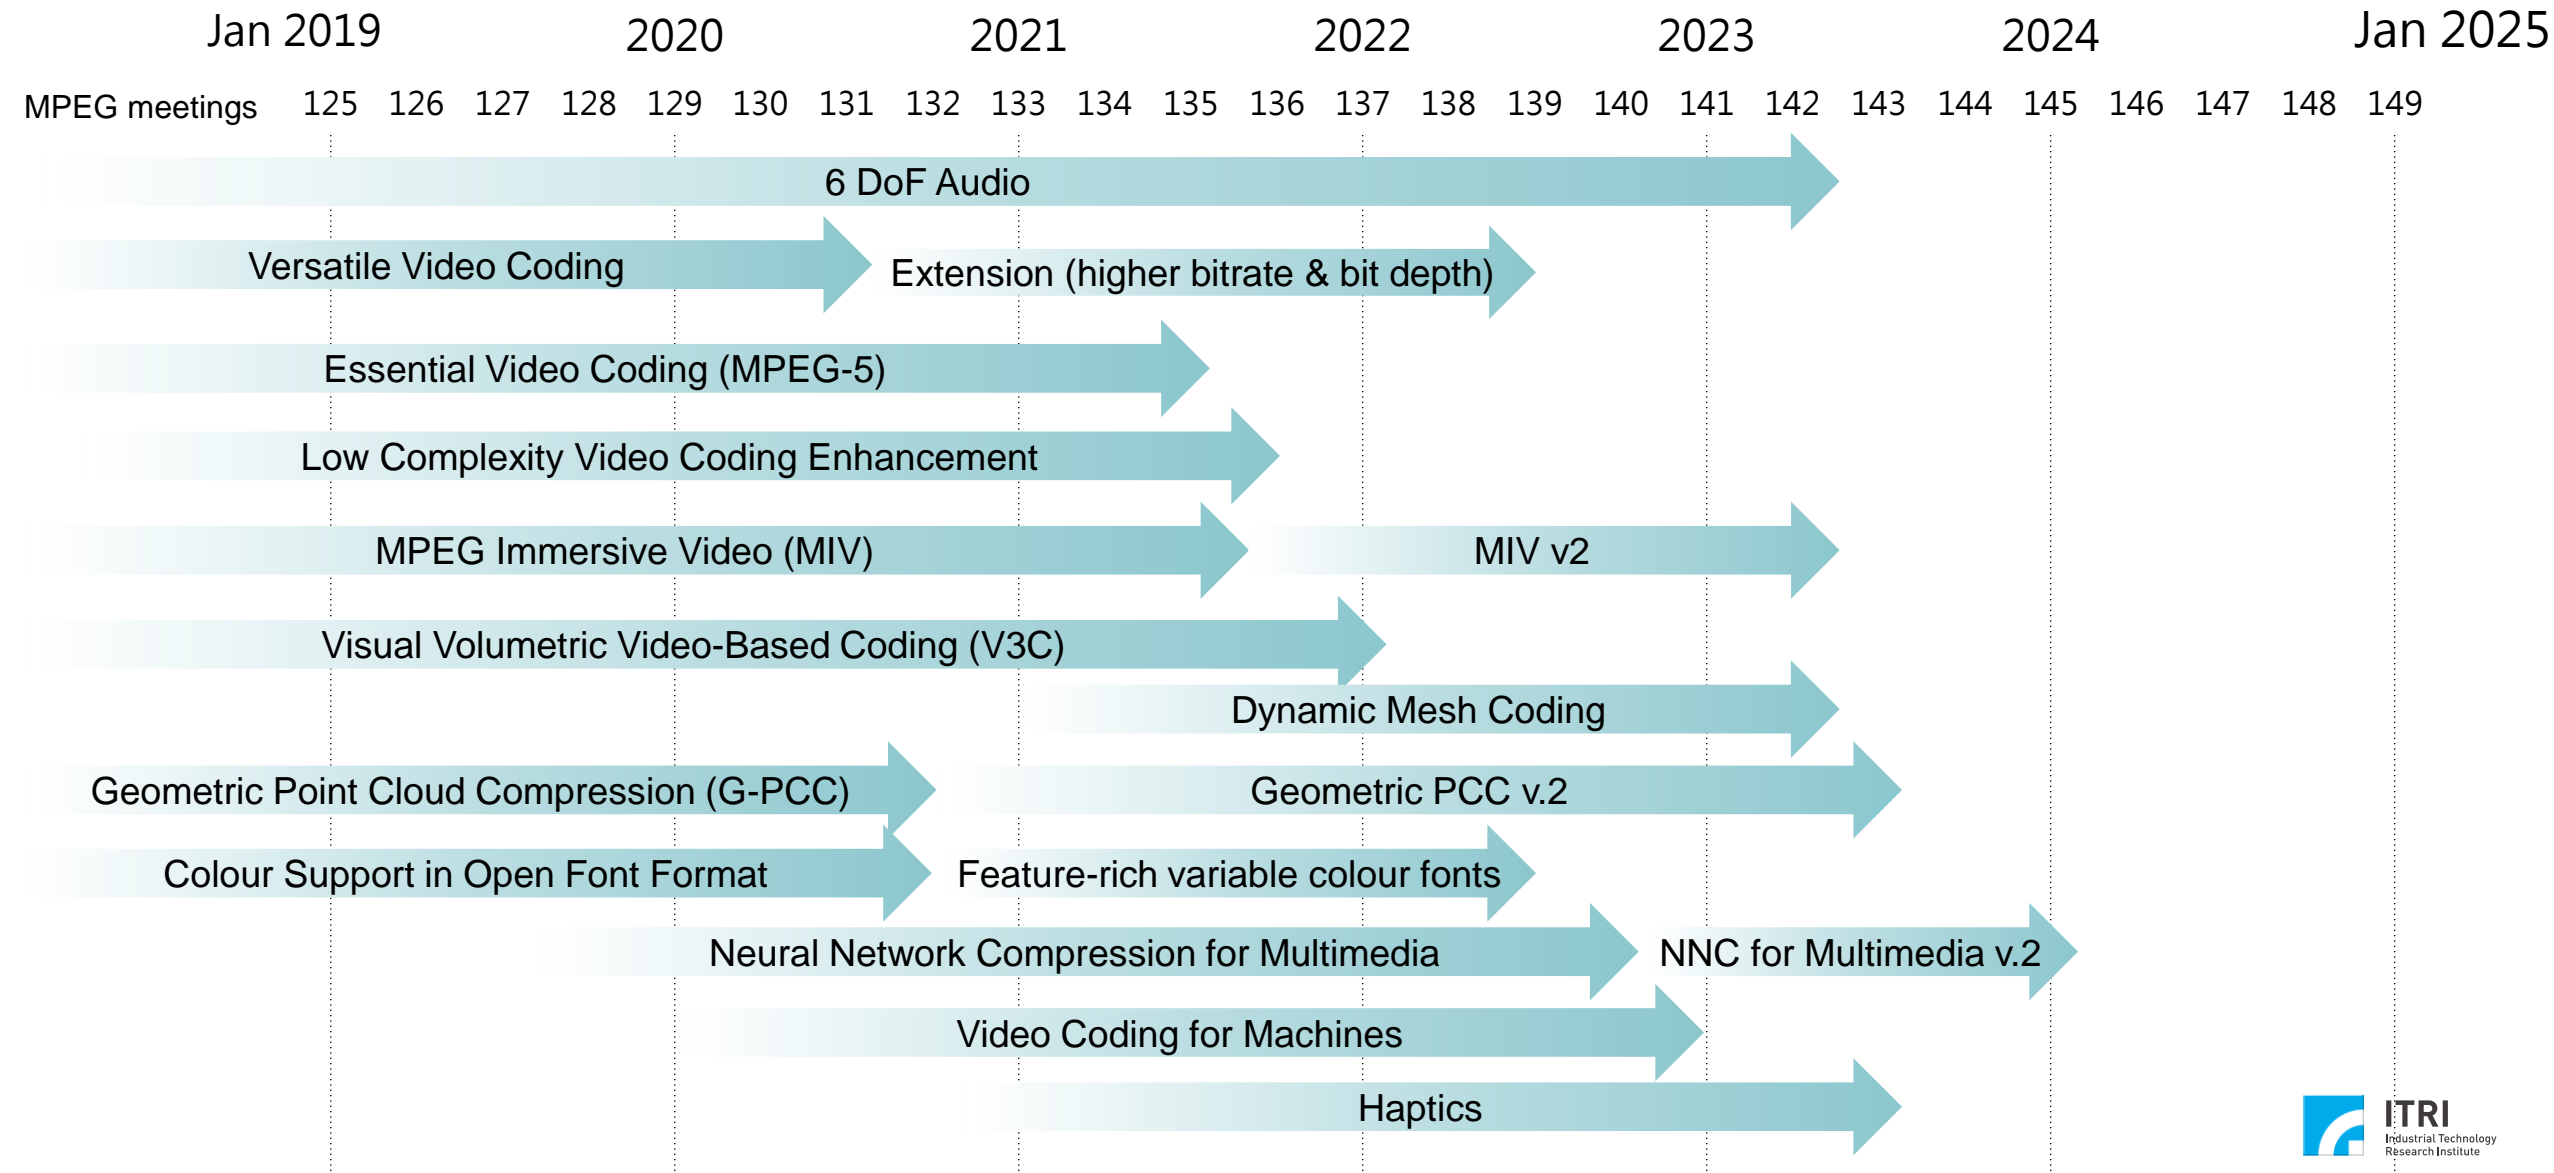 Jan 2019 2020 2021 2022 2023 2024 Jan 2025
MPEG meetings 125 126 127 128 129 130 131 132 133 134 135 136 137 138 139 140 141 142 143 144 145 146 147 148 149
6 DoF Audio
Versatile Video Coding
Extension (higher bitrate & bit depth)
Essential Video Coding (MPEG-5)
Low Complexity Video Coding Enhancement
MPEG Immersive Video (MIV)
MIV v2
Visual Volumetric Video-Based Coding (V3C)
Dynamic Mesh Coding
Geometric Point Cloud Compression (G-PCC)
Geometric PCC v.2
Colour Support in Open Font Format
Feature-rich variable colour fonts
Neural Network Compression for Multimedia
NNC for Multimedia v.2
Video Coding for Machines
Haptics
ITRI
Industrial Technology
Research Institute